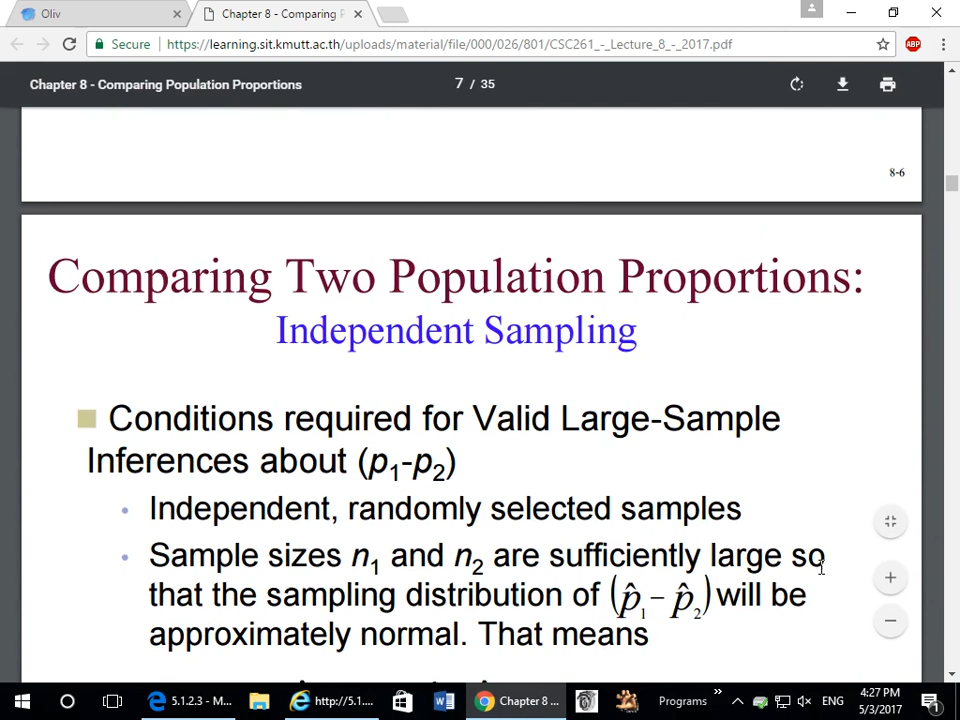 Oliv
Chapter 8 - Comparing P
Secure
https://learning.sit.kmutt.ac.th/uploads/material/file/000/026/801/CSC261_-_Lecture_8_-_2017.pdf
ABP
Chapter 8 - Comparing Population Proportions
7 / 35
8-6
Comparing Two Population Proportions:
Independent Sampling
Conditions required for Valid Large-Sample
Inferences about (p₁-p₂)
• Independent, randomly selected samples
• Sample sizes n₁ and n₂ are sufficiently large so
that the sampling distribution of (p̂₁ − p̂₂) will be
approximately normal. That means
5.1.2.3 - M...
http://5.1....
Chapter 8 ...
Programs
ENG
4:27 PM
5/3/2017
1